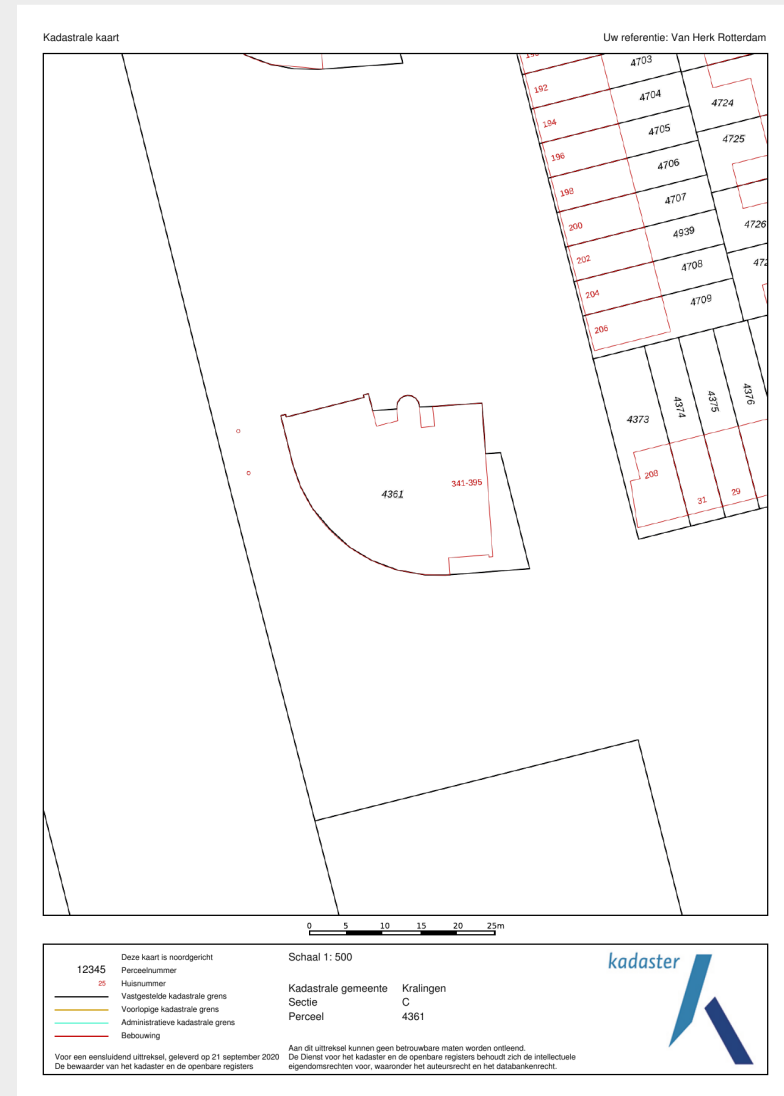 Kadastrale kaart
Uw referentie: Van Herk Rotterdam
192
194
196
198
200
202
204
206
4703
4704
4705
4706
4707
4939
4708
4709
4724
4725
4726
4373
4374
4375
4376
208
31
29
341-395
4361
0 5 10 15 20 25m
Deze kaart is noordgericht
12345 Perceelnummer
25 Huisnummer
Vastgestelde kadastrale grens
Voorlopige kadastrale grens
Administratieve kadastrale grens
Bebouwing
Voor een eensluidend uittreksel, geleverd op 21 september 2020
De bewaarder van het kadaster en de openbare registers
Schaal 1: 500
Kadastrale gemeente Kralingen
Sectie C
Perceel 4361
Aan dit uittreksel kunnen geen betrouwbare maten worden ontleend.
De Dienst voor het kadaster en de openbare registers behoudt zich de intellectuele
eigendomsrechten voor, waaronder het auteursrecht en het databankenrecht.
kadaster